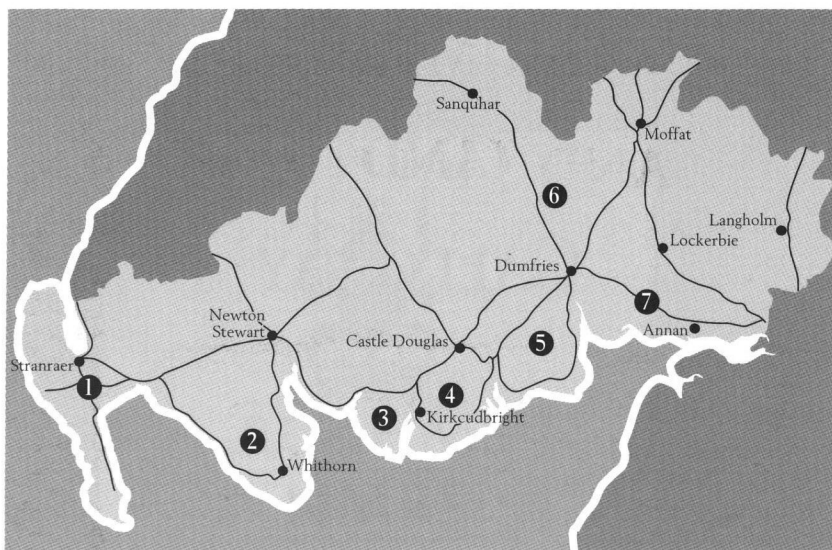 Sanquhar
Moffat
6
Langholm
Lockerbie
Dumfries
7
Newton
Stewart
Annan
Castle Douglas
5
Stranraer
1
4
3
Kirkcudbright
2
Whithorn